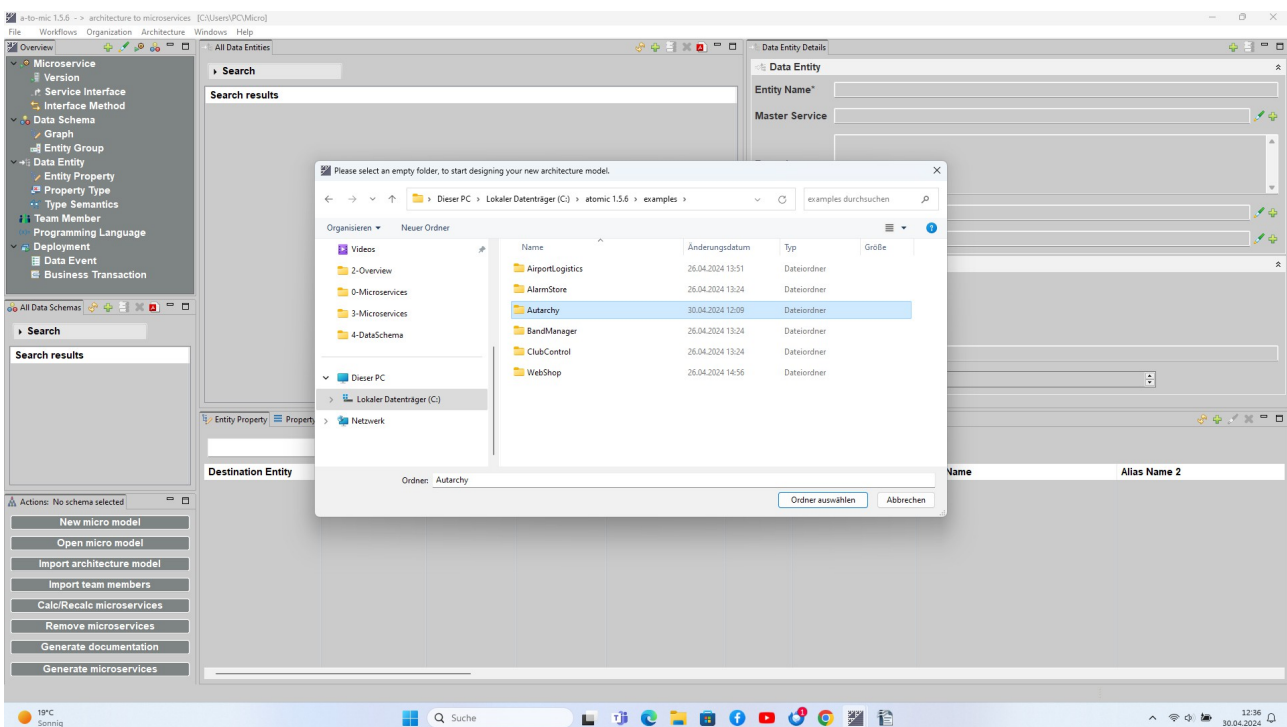 a-to-mic 1.5.6 -> architecture to microservices [C:\Users\PC\Micro]
File Workflows Organization Architecture Windows Help
Overview
Microservice
Version
Service Interface
Interface Method
Data Schema
Graph
Entity Group
Data Entity
Entity Property
Property Type
Type Semantics
Team Member
Programming Language
Deployment
Data Event
Business Transaction
All Data Schemas
Search
Search results
Actions: No schema selected
New micro model
Open micro model
Import architecture model
Import team members
Calc/Recalc microservices
Remove microservices
Generate documentation
Generate microservices
All Data Entities
Search
Search results
Data Entity Details
Data Entity
Entity Name*
Master Service
Please select an empty folder, to start designing your new architecture model.
Dieser PC > Lokaler Datenträger (C:) > atomic 1.5.6 > examples >
examples durchsuchen
Organisieren Neuer Ordner
Videos
2-Overview
0-Microservices
3-Microservices
4-DataSchema
Dieser PC
Lokaler Datenträger (C:)
Netzwerk
Name Änderungsdatum Typ Größe
AirportLogistics 26.04.2024 13:51 Dateiordner
AlarmStore 26.04.2024 13:24 Dateiordner
Autarchy 30.04.2024 12:09 Dateiordner
BandManager 26.04.2024 13:24 Dateiordner
ClubControl 26.04.2024 13:24 Dateiordner
WebShop 26.04.2024 14:56 Dateiordner
Ordner: Autarchy
Ordner auswählen Abbrechen
Entity Property Property
Destination Entity Name Alias Name 2
19°C
Sonnig
Suche
12:36
30.04.2024